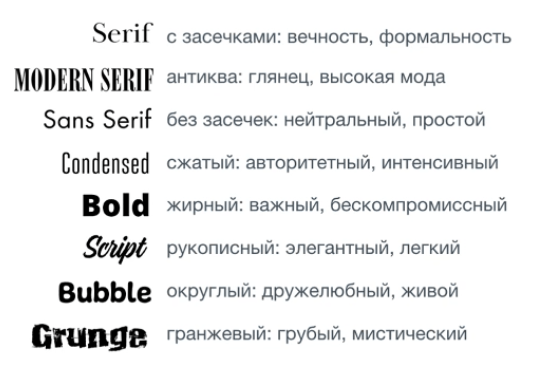 Serif с засечками: вечность, формальность
MODERN SERIF антиква: глянец, высокая мода
Sans Serif без засечек: нейтральный, простой
Condensed сжатый: авторитетный, интенсивный
Bold жирный: важный, бескомпромиссный
Script рукописный: элегантный, легкий
Bubble округлый: дружелюбный, живой
Grunge гранжевый: грубый, мистический